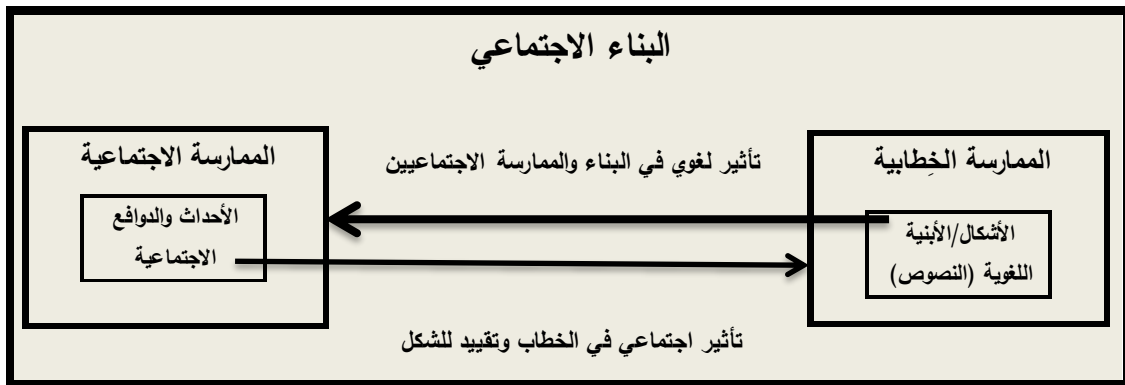 البناء الاجتماعي
الممارسة الخِطابية
الأشكال/الأبنية
اللغوية (النصوص)
تأثير لغوي في البناء والممارسة الاجتماعيين
الممارسة الاجتماعية
الأحداث والدوافع
الاجتماعية
تأثير اجتماعي في الخطاب وتقييد للشكل